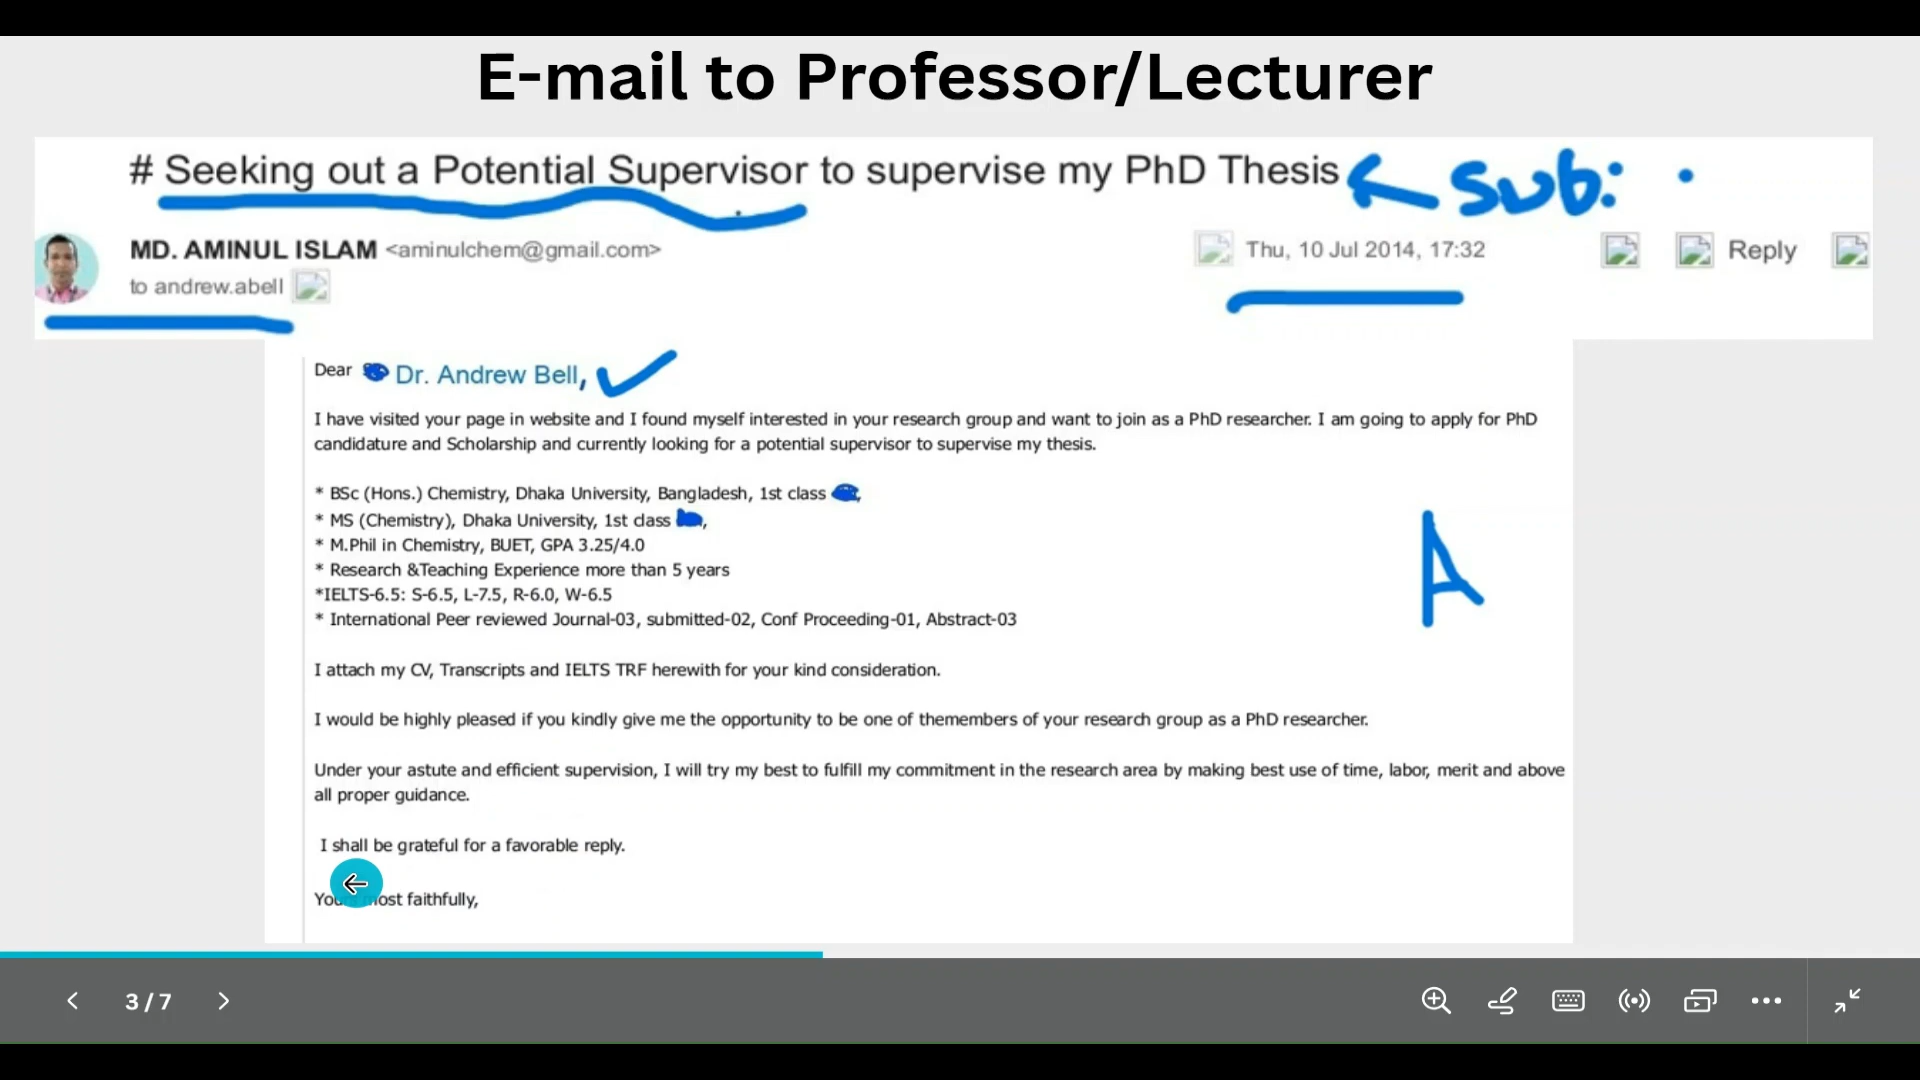 E-mail to Professor/Lecturer
# Seeking out a Potential Supervisor to supervise my PhD Thesis sub:
MD. AMINUL ISLAM <aminulchem@gmail.com> Thu, 10 Jul 2014, 17:32 Reply
to andrew.abell
Dear Dr. Andrew Bell,
I have visited your page in website and I found myself interested in your research group and want to join as a PhD researcher. I am going to apply for PhD
candidature and Scholarship and currently looking for a potential supervisor to supervise my thesis.
* BSc (Hons.) Chemistry, Dhaka University, Bangladesh, 1st class
* MS (Chemistry), Dhaka University, 1st class ,
* M.Phil in Chemistry, BUET, GPA 3.25/4.0
* Research &Teaching Experience more than 5 years
*IELTS-6.5: S-6.5, L-7.5, R-6.0, W-6.5
* International Peer reviewed Journal-03, submitted-02, Conf Proceeding-01, Abstract-03
A
I attach my CV, Transcripts and IELTS TRF herewith for your kind consideration.
I would be highly pleased if you kindly give me the opportunity to be one of themembers of your research group as a PhD researcher.
Under your astute and efficient supervision, I will try my best to fulfill my commitment in the research area by making best use of time, labor, merit and above
all proper guidance.
I shall be grateful for a favorable reply.
faithfully,
3 / 7